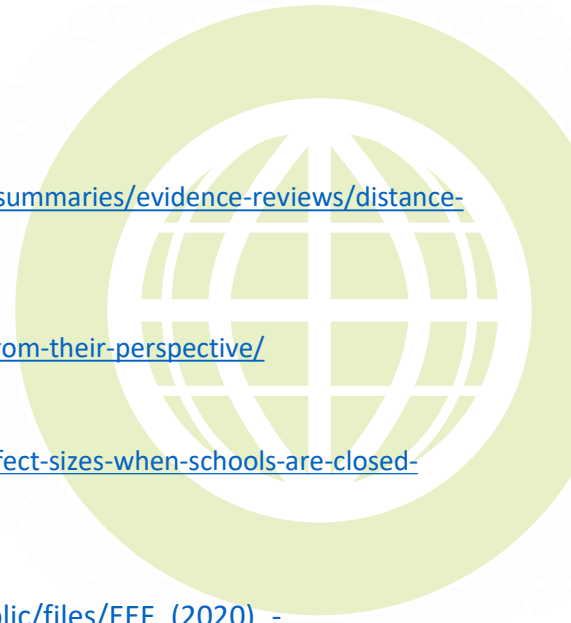 summaries/evidence-reviews/distance-
rom-their-perspective/
fect-sizes-when-schools-are-closed-
lic/files/EEF_(2020)_-